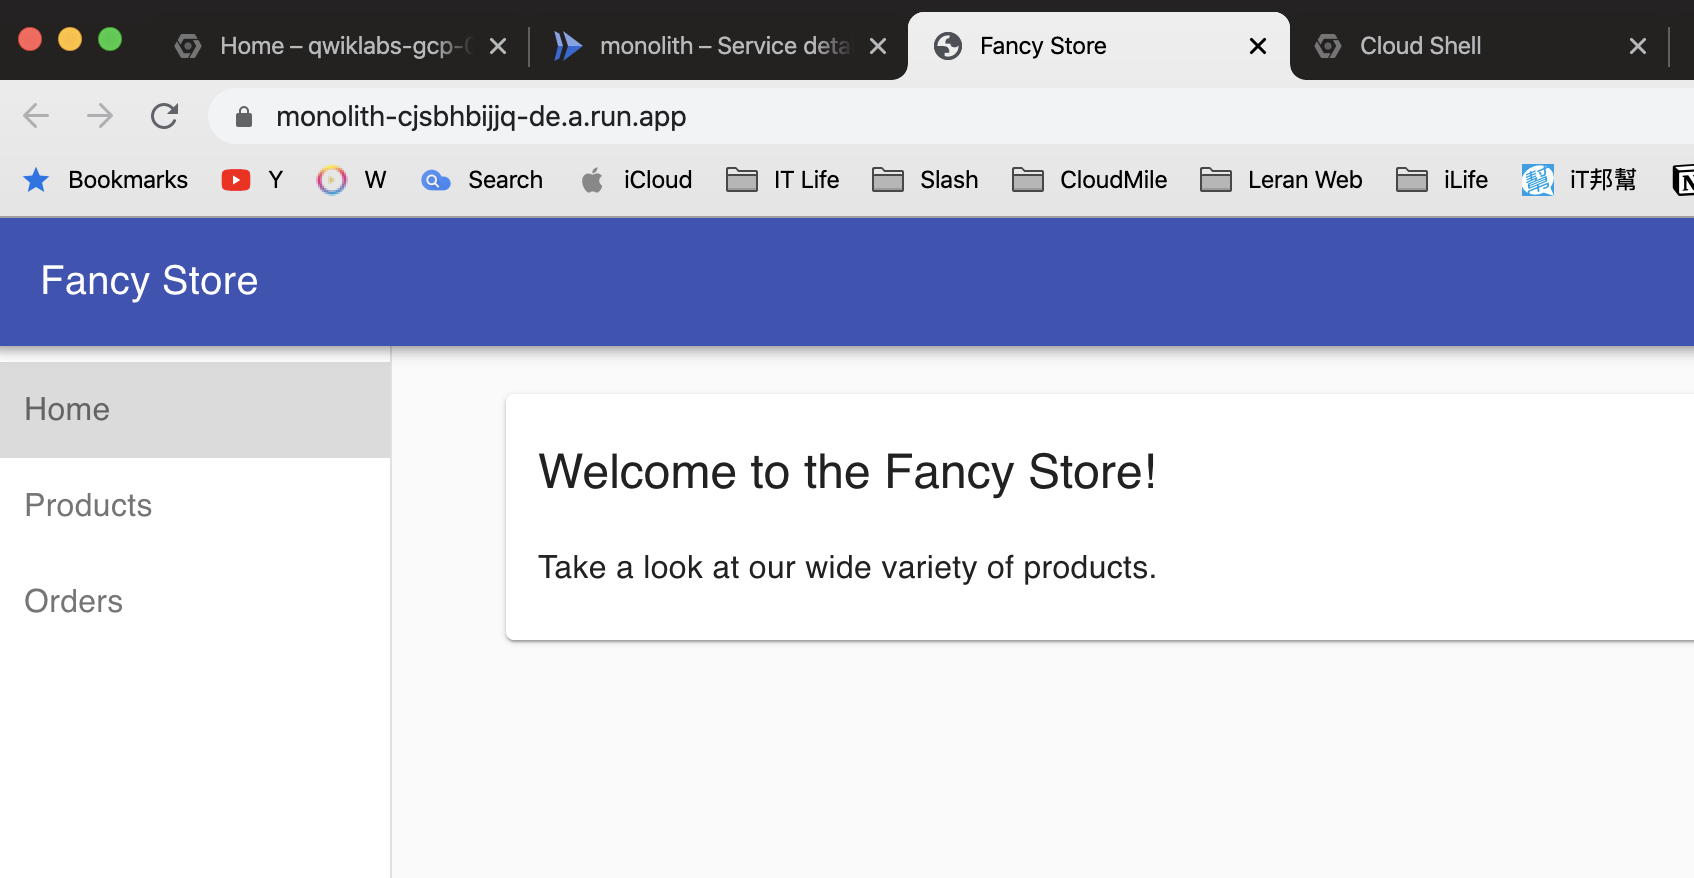 Home – qwiklabs-gcp-
monolith – Service deta
Fancy Store
Cloud Shell
monolith-cjsbhbijjq-de.a.run.app
Bookmarks Y W Search iCloud IT Life Slash CloudMile Leran Web iLife iT邦幫
Fancy Store
Home
Products
Orders
Welcome to the Fancy Store!
Take a look at our wide variety of products.